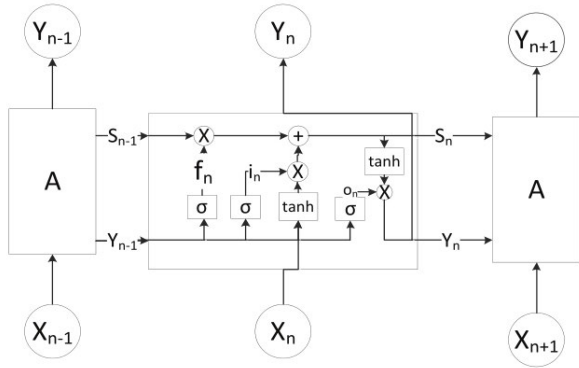 Yn-1
Yn
Yn+1
Sn-1
X
+
Sn
tanh
A
fn
in
X
on
X
A
σ
σ
tanh
σ
Yn-1
Yn
Xn-1
Xn
Xn+1